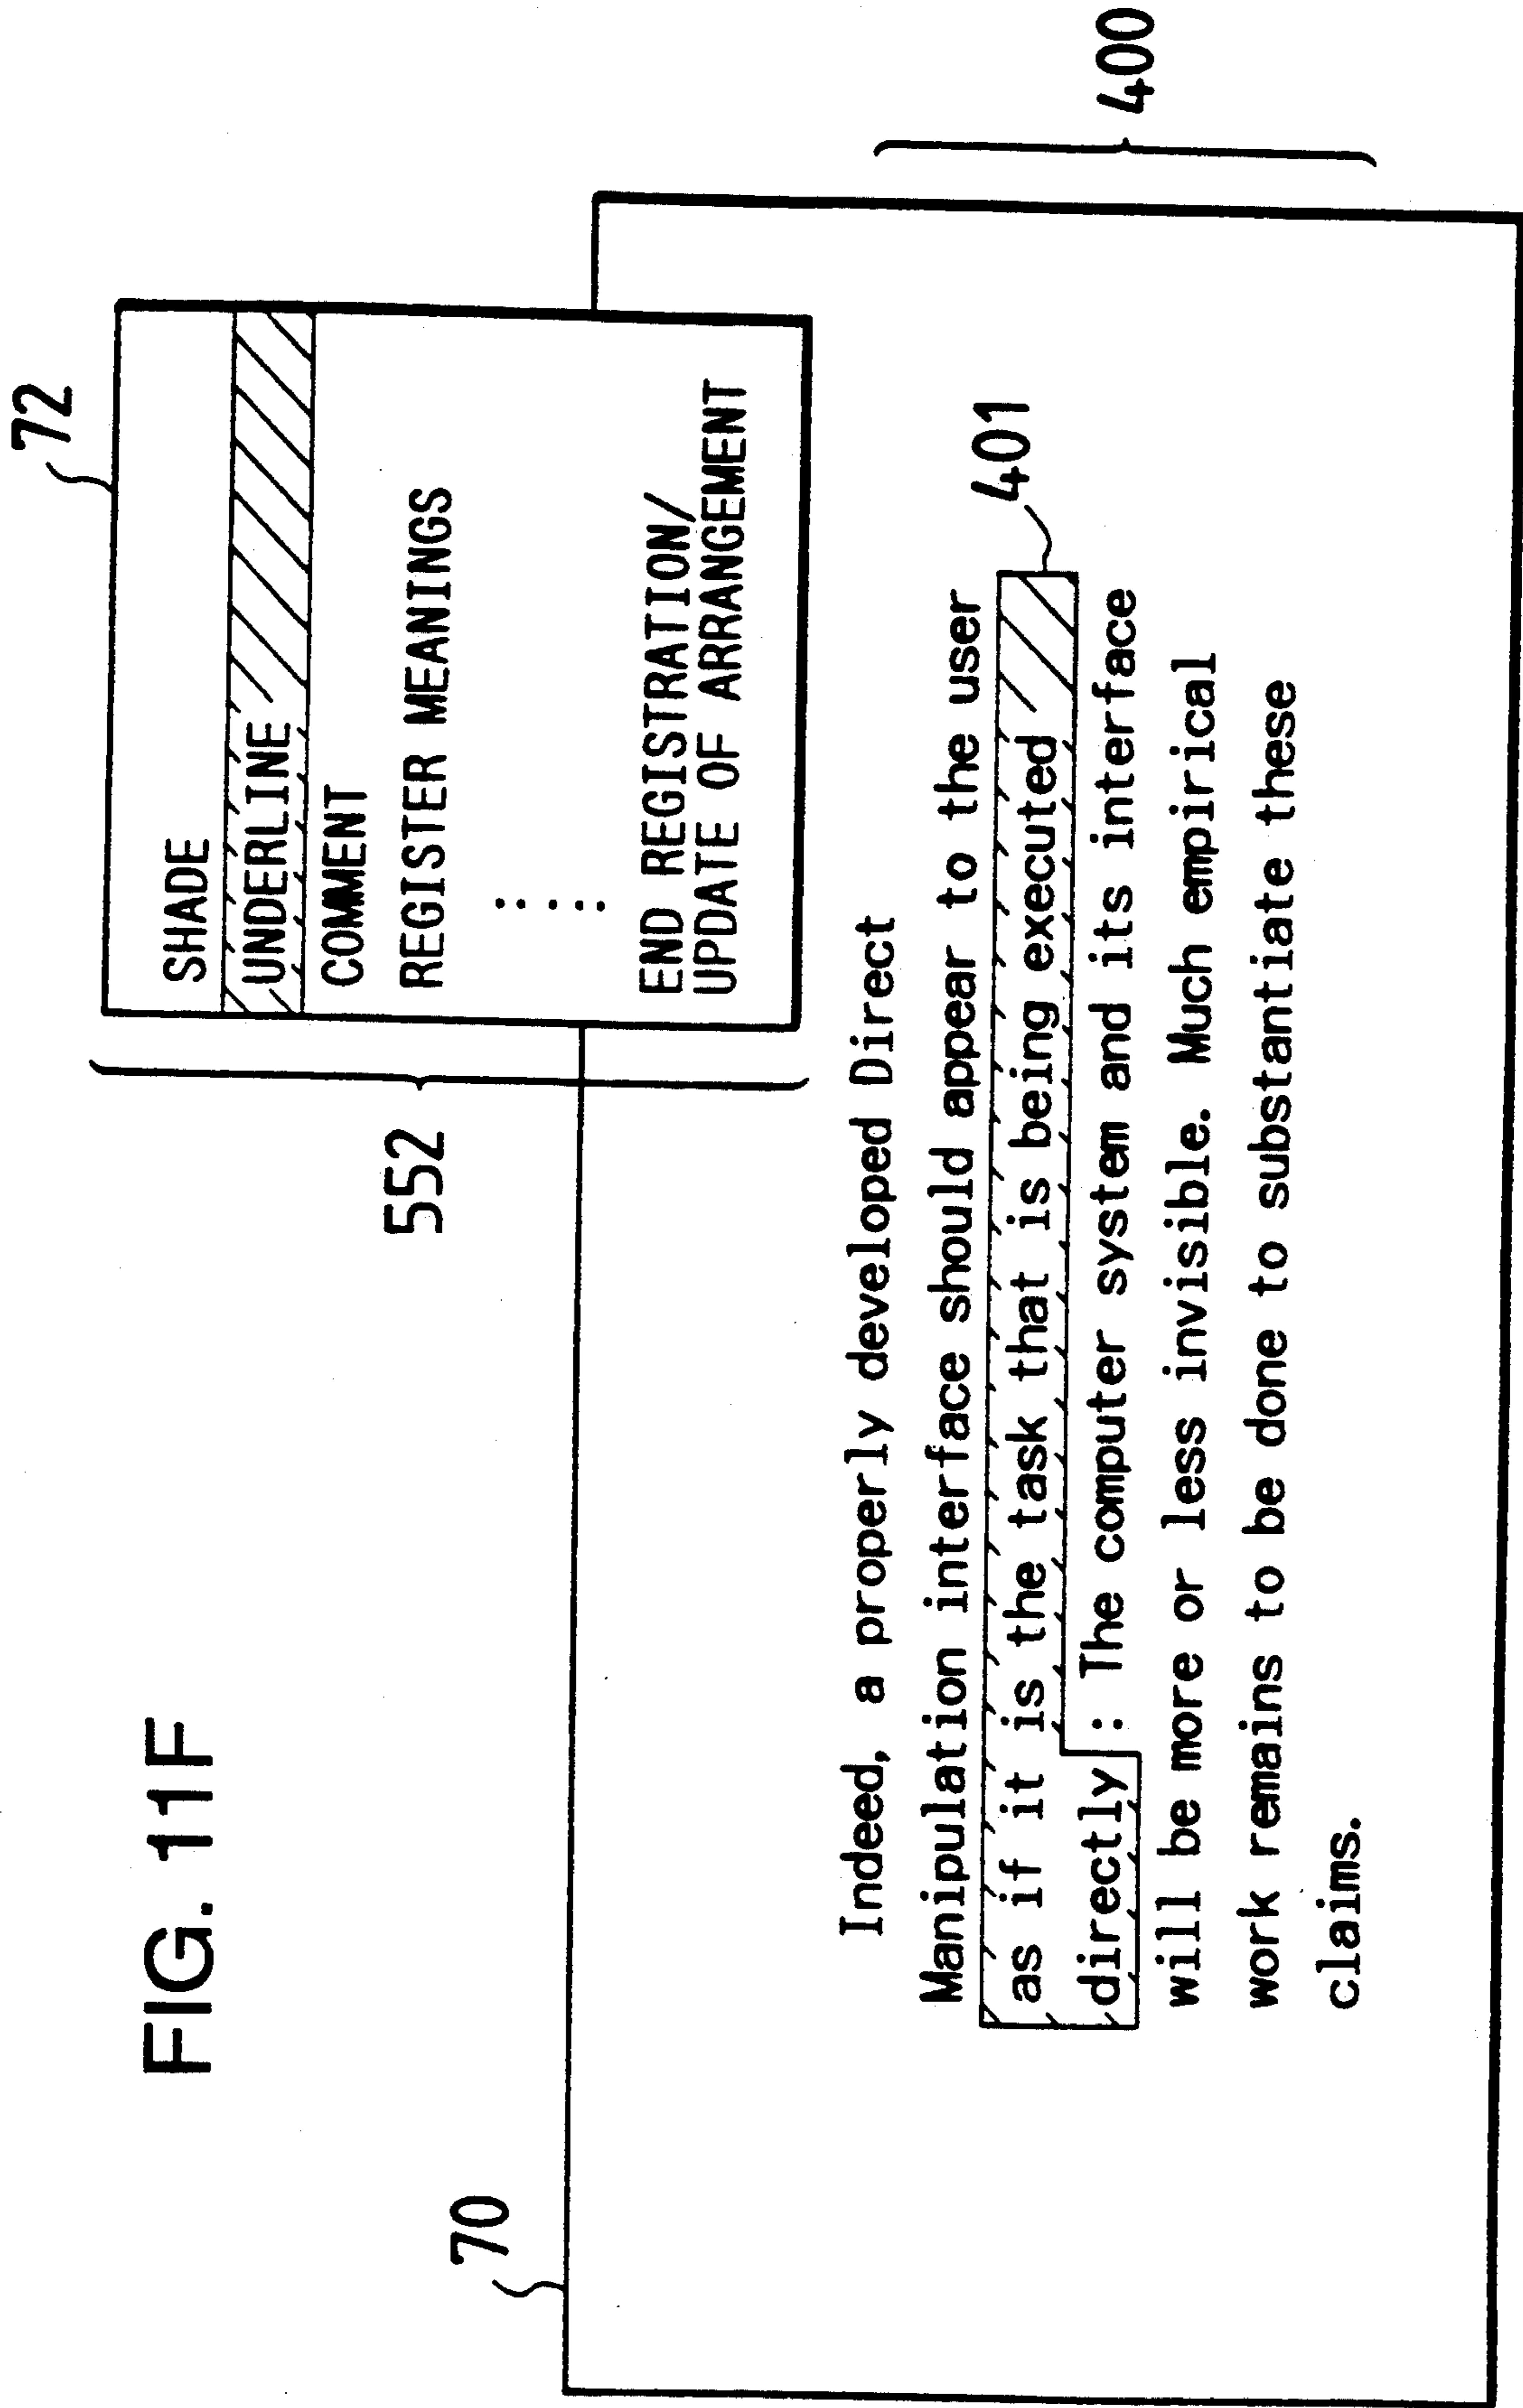 FIG. 11F
72
SHADE
UNDERLINE
COMMENT
REGISTER MEANINGS
END REGISTRATION/
UPDATE OF ARRANGEMENT
552
70
Indeed, a properly developed Direct
Manipulation interface should appear to the user
as if it is the task that is being executed
directly : The computer system and its interface
will be more or less invisible. Much empirical
work remains to be done to substantiate these
claims.
401
400